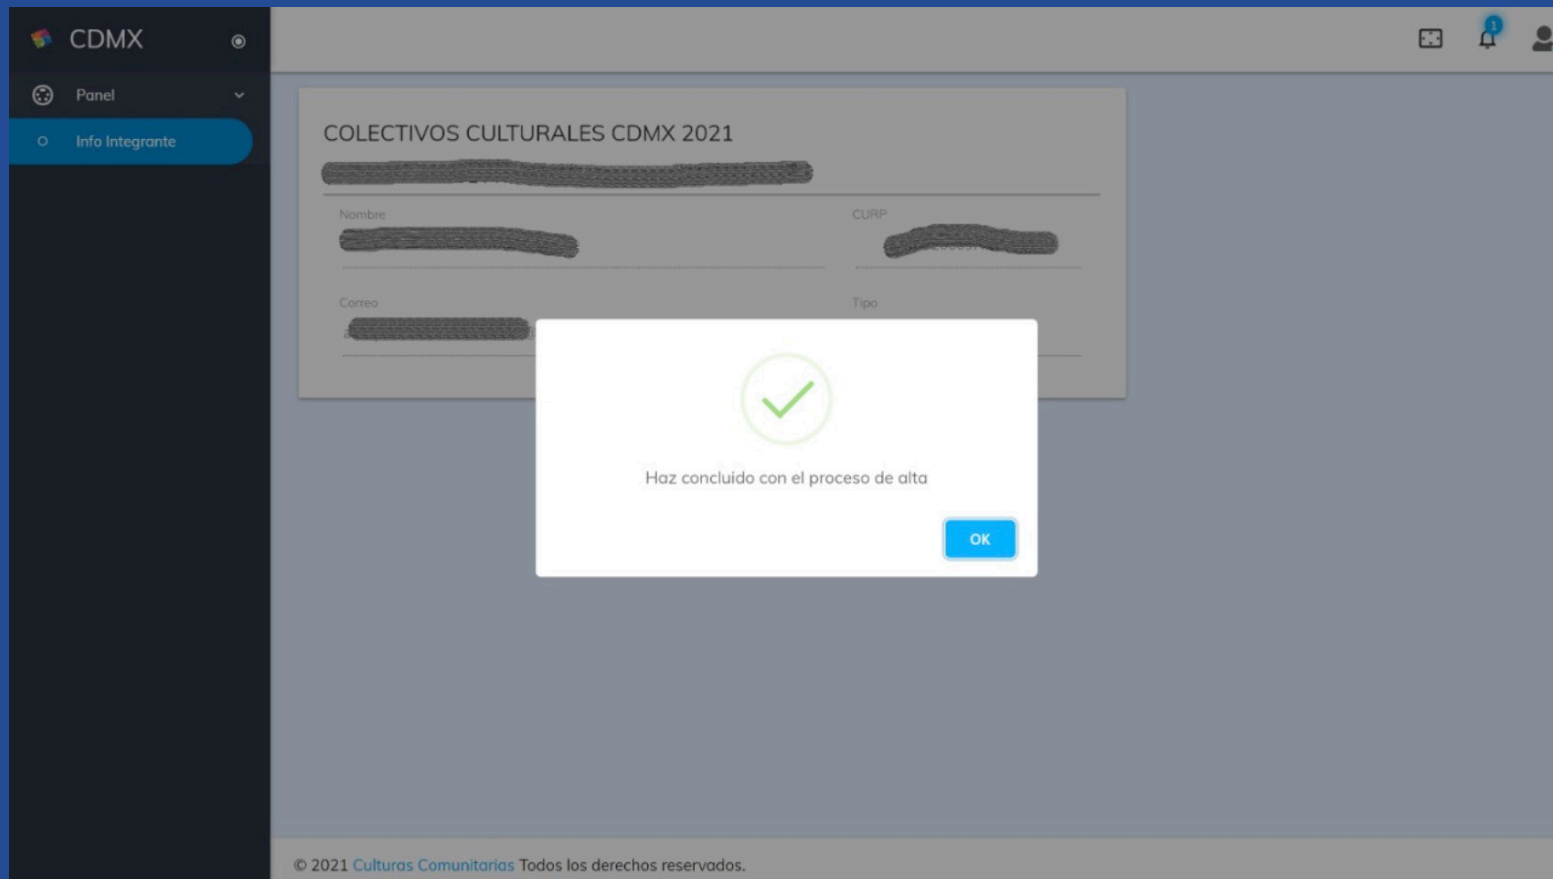 CDMX
1
Panel
Info Integrante
COLECTIVOS CULTURALES CDMX 2021
Nombre
CURP
Correo
Tipo
Haz concluido con el proceso de alta
OK
© 2021 Culturas Comunitarias Todos los derechos reservados.